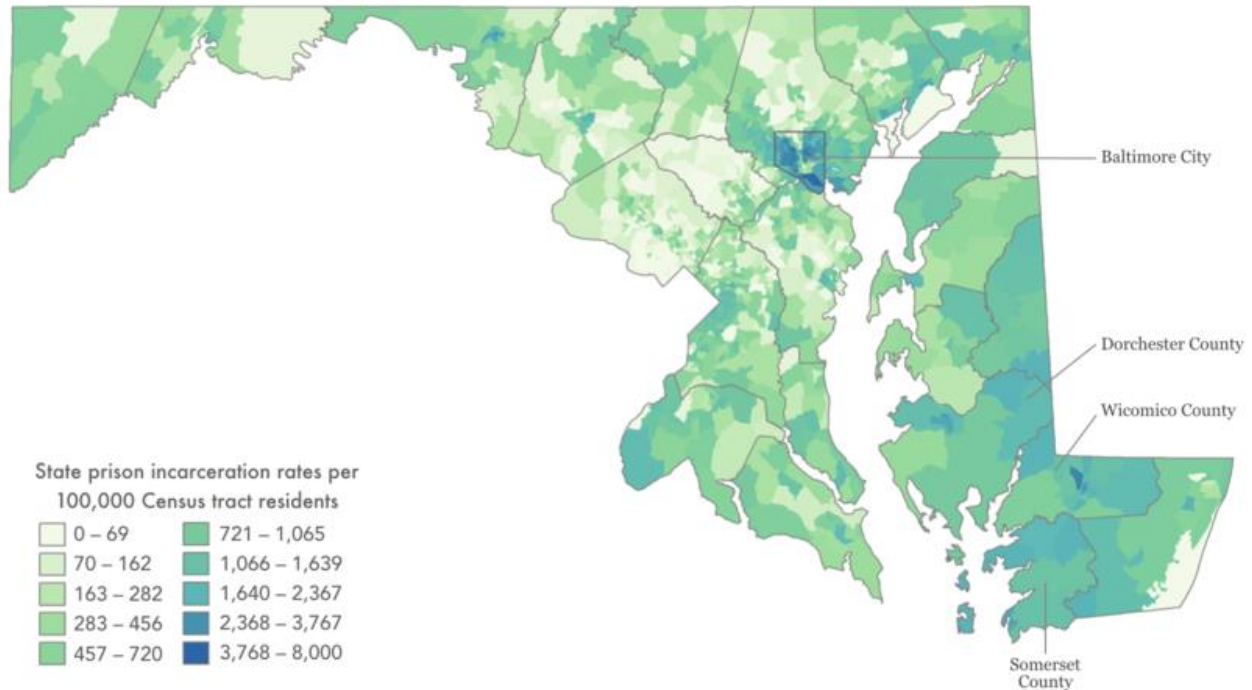 Baltimore City
Dorchester County
Wicomico County
Somerset
County
State prison incarceration rates per
100,000 Census tract residents
0 – 69
70 – 162
163 – 282
283 – 456
457 – 720
721 – 1,065
1,066 – 1,639
1,640 – 2,367
2,368 – 3,767
3,768 – 8,000